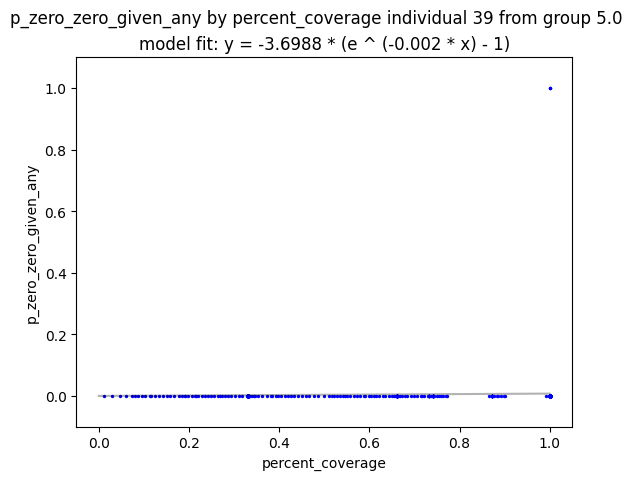 p_zero_zero_given_any by percent_coverage individual 39 from group 5.0
model fit: y = -3.6988 * (e ^ (-0.002 * x) - 1)
1.0
0.8
0.6
0.4
0.2
0.0
p_zero_zero_given_any
0.0 0.2 0.4 0.6 0.8 1.0
percent_coverage